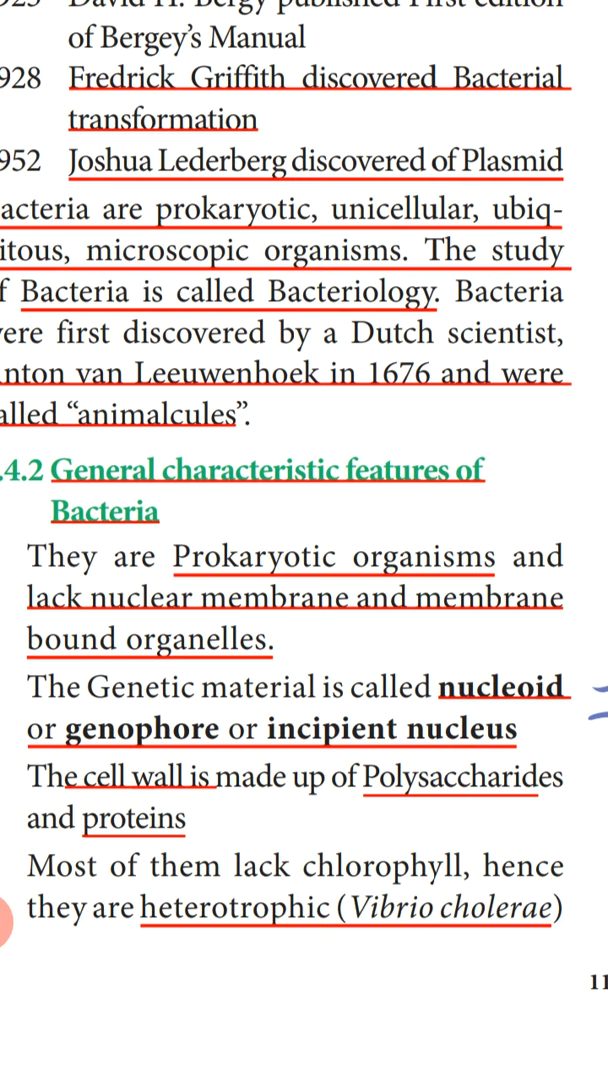 of Bergey's Manual
928 Fredrick Griffith discovered Bacterial
transformation
952 Joshua Lederberg discovered of Plasmid
acteria are prokaryotic, unicellular, ubiq-
itous, microscopic organisms. The study
f Bacteria is called Bacteriology. Bacteria
ere first discovered by a Dutch scientist,
nton van Leeuwenhoek in 1676 and were
alled “animalcules”.
.4.2 General characteristic features of
Bacteria
They are Prokaryotic organisms and
lack nuclear membrane and membrane
bound organelles.
The Genetic material is called nucleoid
or genophore or incipient nucleus
The cell wall is made up of Polysaccharides
and proteins
Most of them lack chlorophyll, hence
they are heterotrophic (Vibrio cholerae)
11